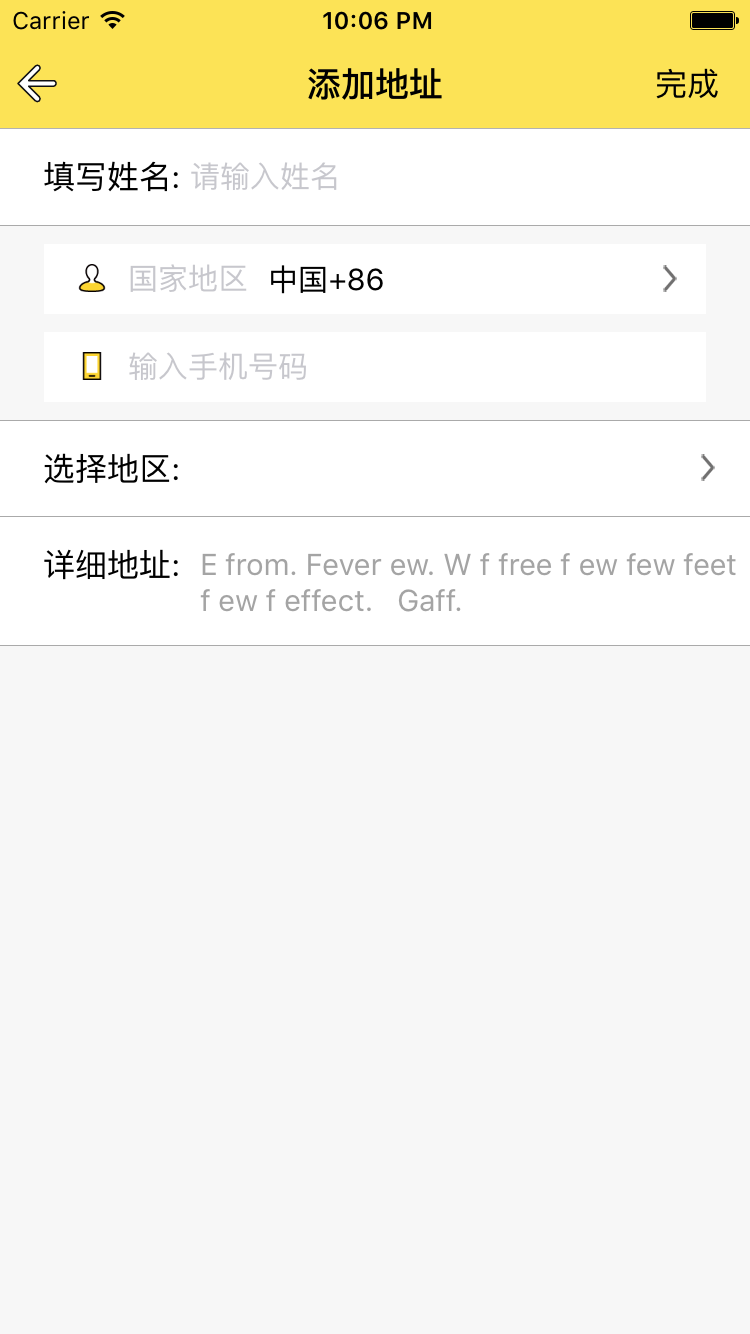 Carrier 10:06 PM
添加地址 完成
填写姓名: 请输入姓名
国家地区 中国+86
输入手机号码
选择地区:
详细地址: E from. Fever ew. W f free f ew few feet
f ew f effect. Gaff.